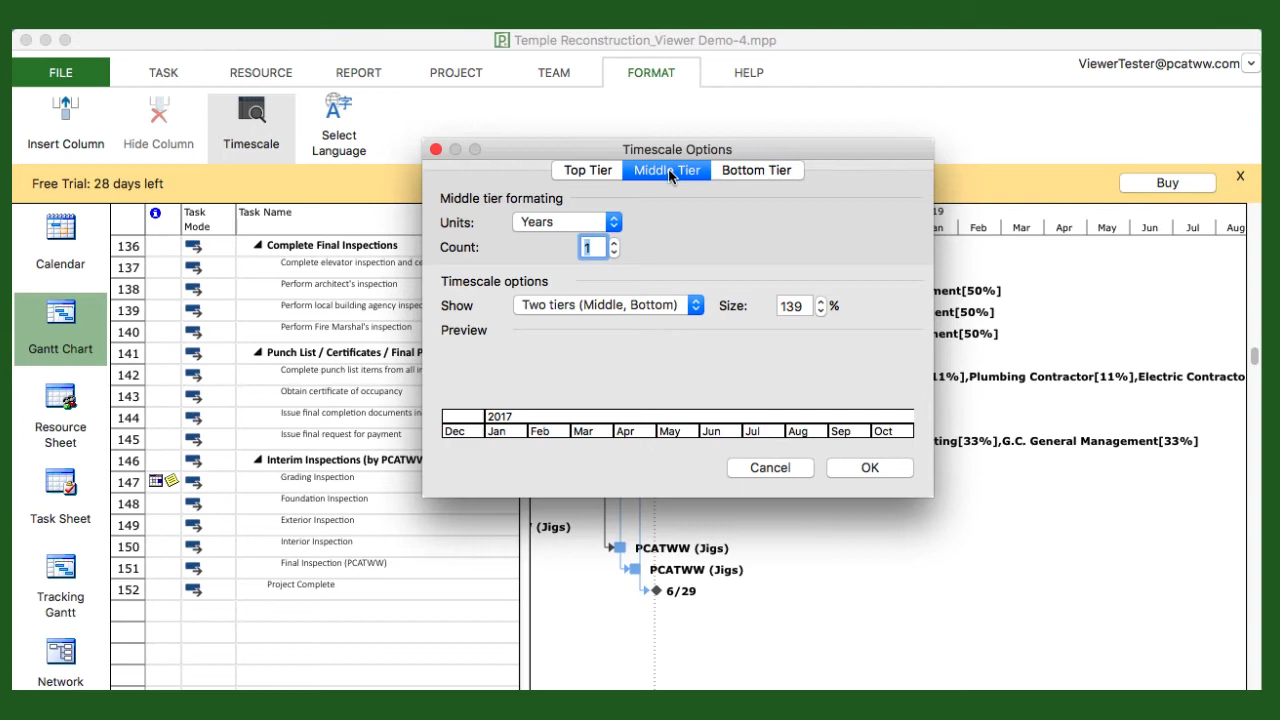 Temple Reconstruction_Viewer Demo-4.mpp
FILE
TASK
RESOURCE
REPORT
PROJECT
TEAM
FORMAT
HELP
ViewerTester@pcatww.com
Insert Column
Hide Column
Timescale
Select
Language
Free Trial: 28 days left
Buy
X
Timescale Options
Top Tier
Middle Tier
Bottom Tier
Middle tier formating
Units:
Years
Count:
1
Timescale options
Show
Two tiers (Middle, Bottom)
Size:
139
%
Preview
2017
Dec Jan Feb Mar Apr May Jun Jul Aug Sep Oct
Cancel
OK
Calendar
Gantt Chart
Resource
Sheet
Task Sheet
Tracking
Gantt
Network
Task
Mode
Task Name
136 Complete Final Inspections
137 Complete elevator inspection and ce
138 Perform architect's inspection
139 Perform local building agency inspec
140 Perform Fire Marshal's inspection
141 Punch List / Certificates / Final P
142 Complete punch list items from all in
143 Obtain certificate of occupancy
144 Issue final completion documents in
145 Issue final request for payment
146 Interim Inspections (by PCATWW
147 Grading Inspection
148 Foundation Inspection
149 Exterior Inspection
150 Interior Inspection
151 Final Inspection (PCATWW)
152 Project Complete
19
an Feb Mar Apr May Jun Jul Aug
ment[50%]
ent[50%]
ment[50%]
11%],Plumbing Contractor[11%],Electric Contracto
ting[33%],G.C. General Management[33%]
(Jigs)
PCATWW (Jigs)
PCATWW (Jigs)
6/29